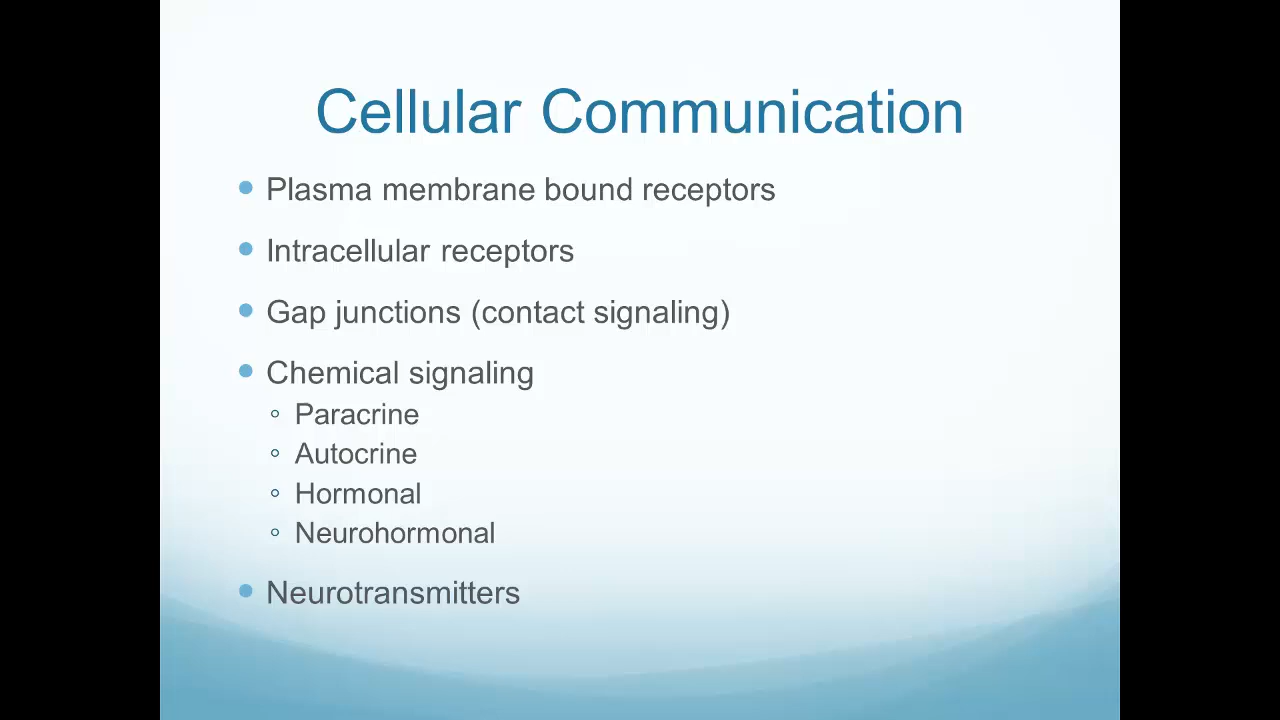 Cellular Communication
Plasma membrane bound receptors
Intracellular receptors
Gap junctions (contact signaling)
Chemical signaling
Paracrine
Autocrine
Hormonal
Neurohormonal
Neurotransmitters